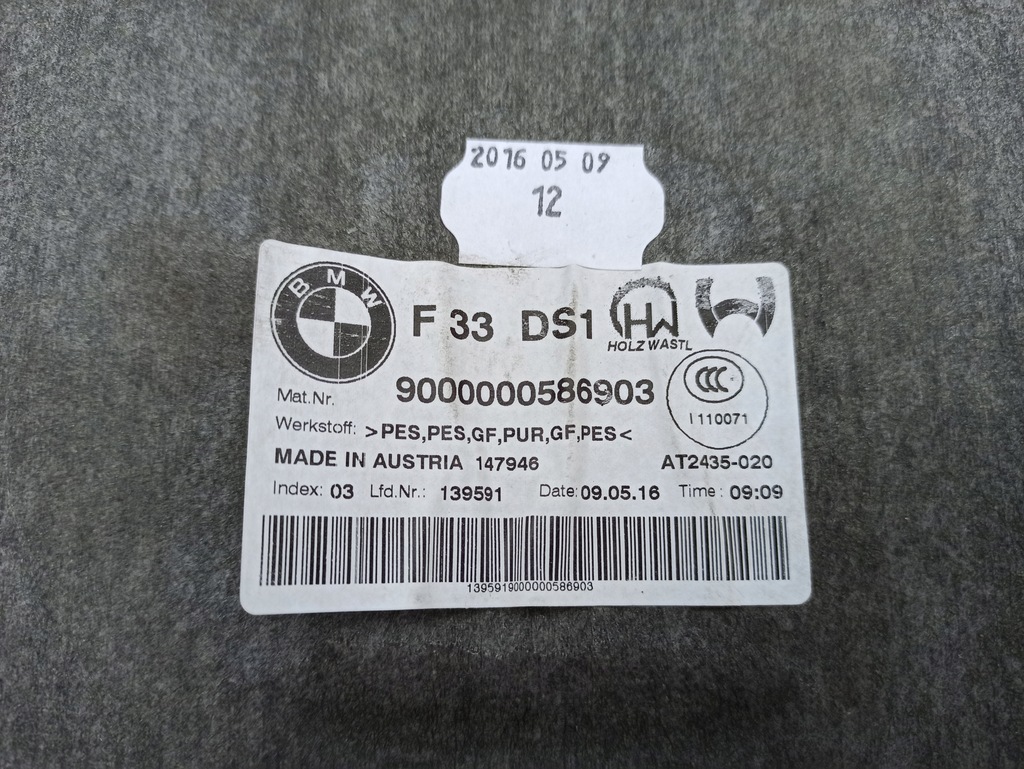 2016 05 09
12
BMW
F 33 DS1
HW
HOLZ WASTL
CCC
I110071
Mat.Nr. 9000000586903
Werkstoff: >PES,PES,GF,PUR,GF,PES<
MADE IN AUSTRIA 147946 AT2435-020
Index: 03 Lfd.Nr.: 139591 Date: 09.05.16 Time: 09:09
1395919000000586903